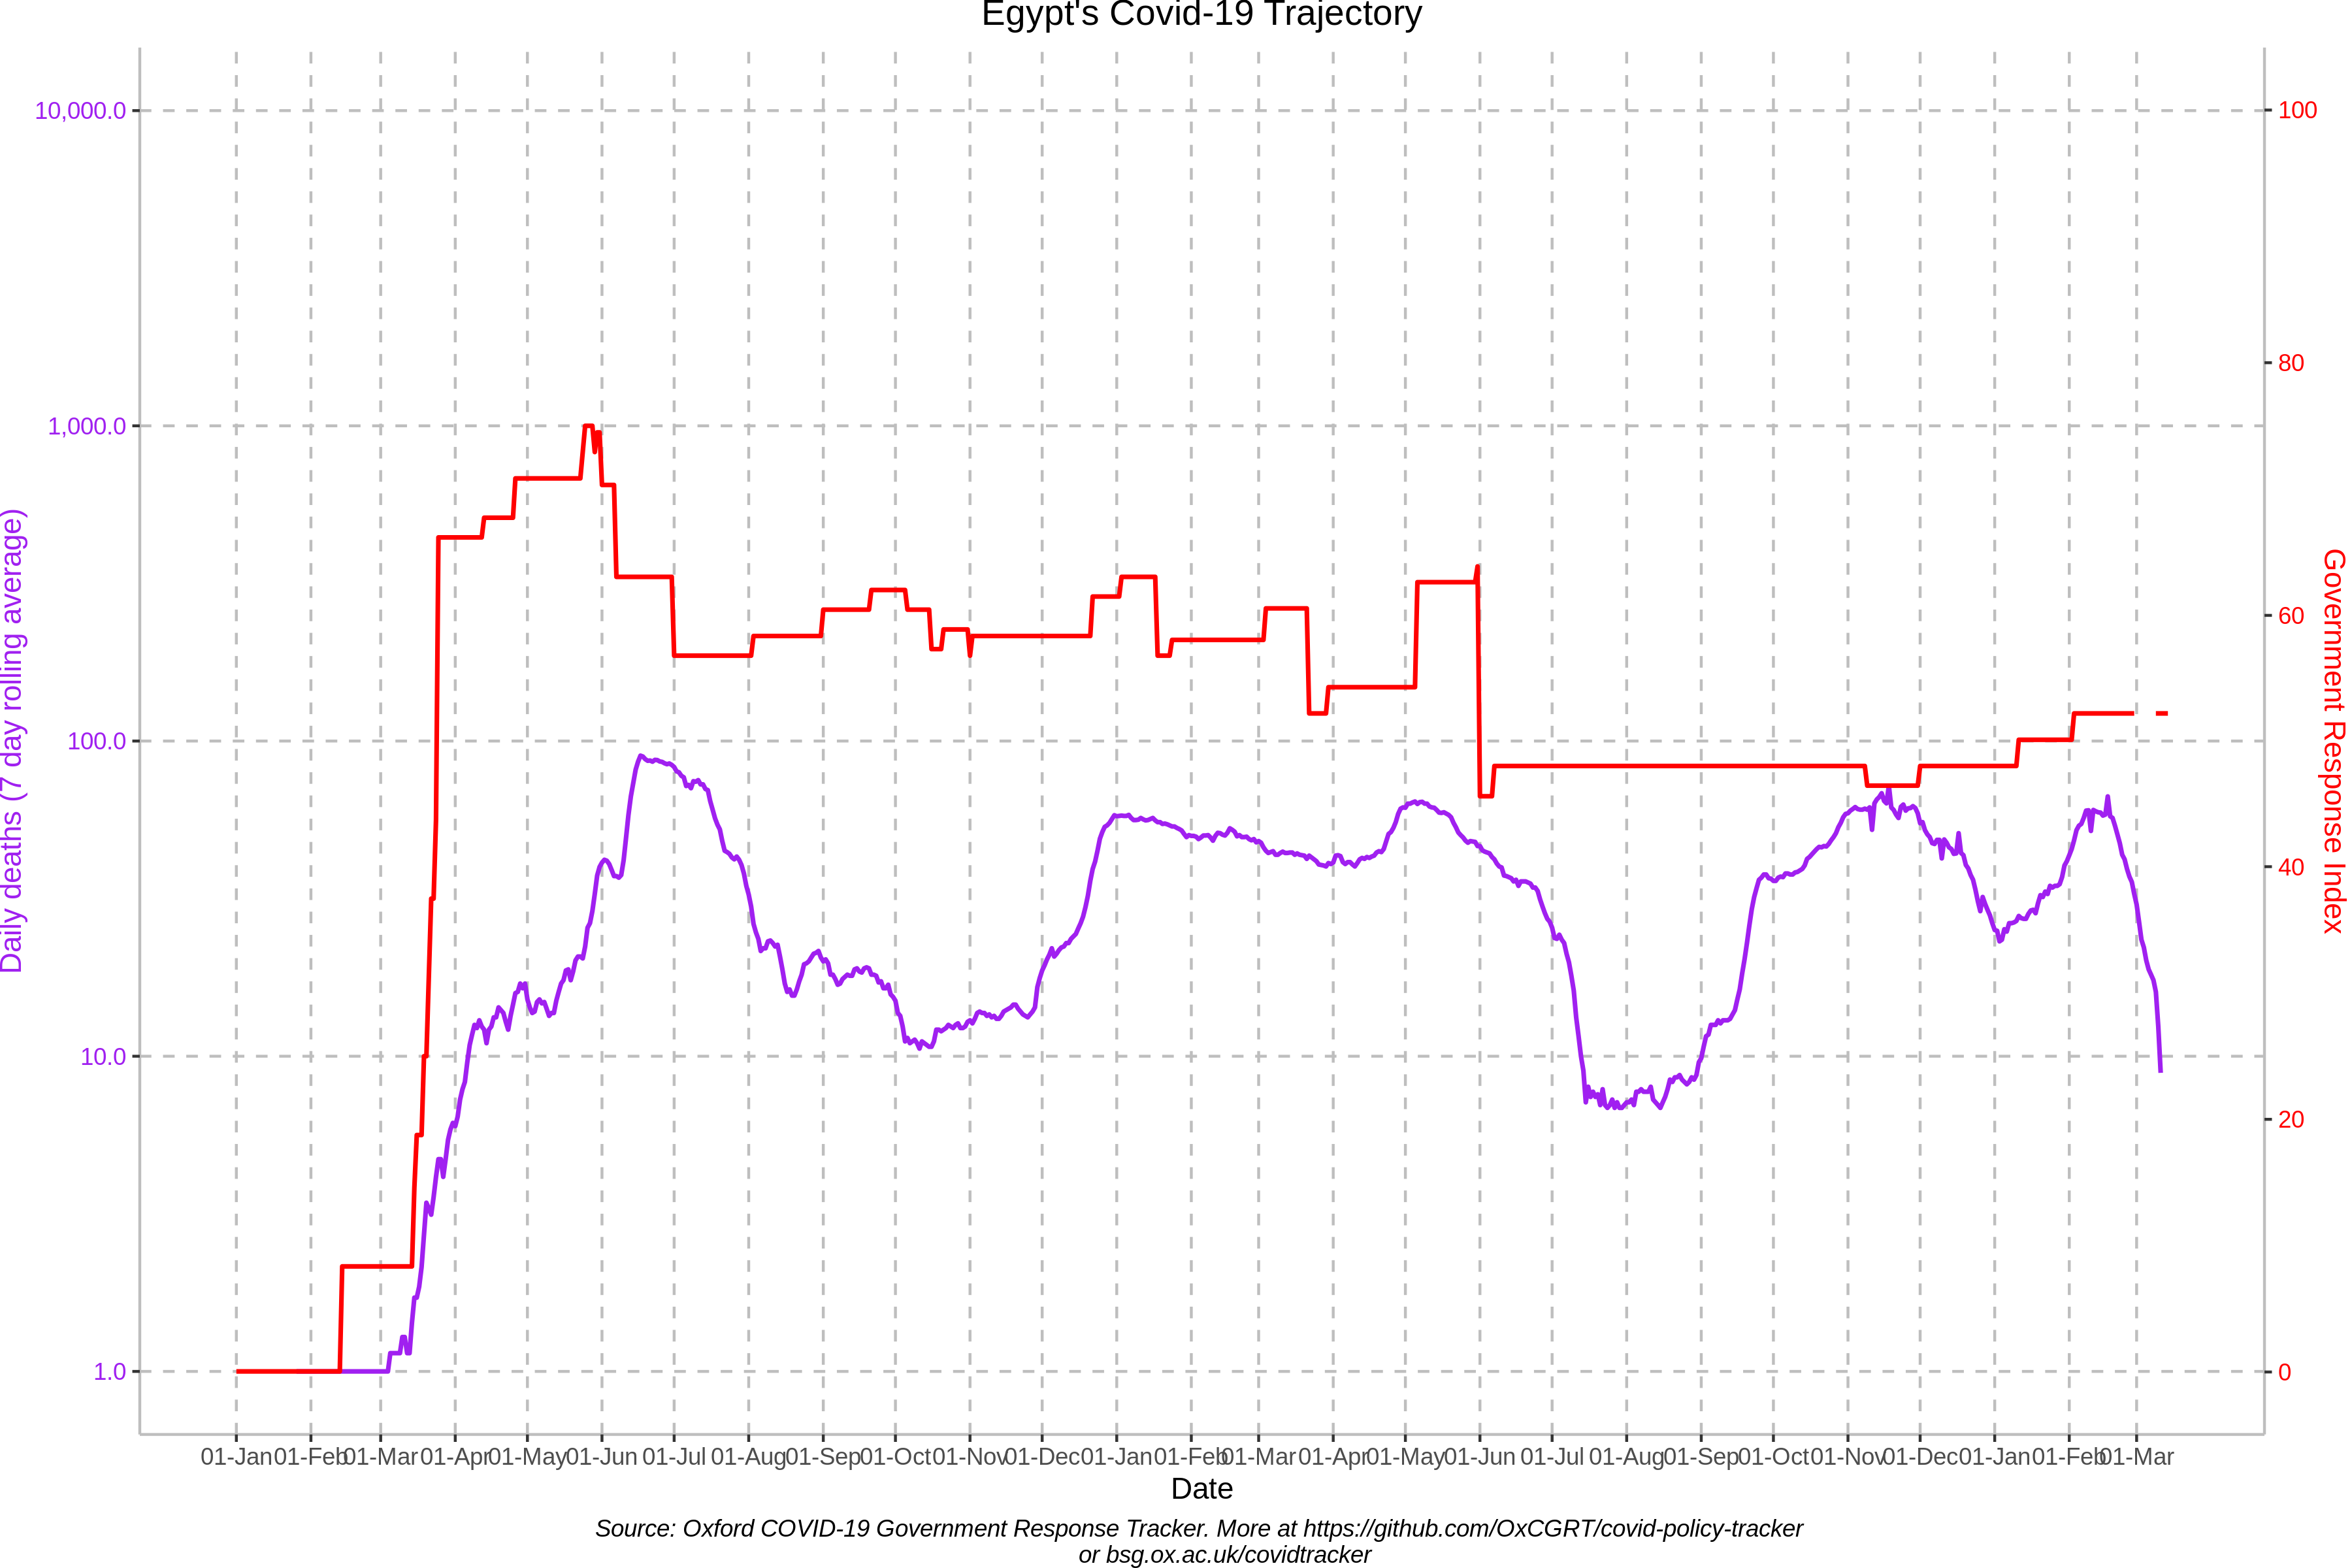 Egypt's Covid-19 Trajectory
10,000.0
1,000.0
100.0
10.0
1.0
Daily deaths (7 day rolling average)
100
80
60
40
20
0
Government Response Index
01-Jan 01-Feb 01-Mar 01-Apr 01-May 01-Jun 01-Jul 01-Aug 01-Sep 01-Oct 01-Nov 01-Dec 01-Jan 01-Feb 01-Mar 01-Apr 01-May 01-Jun 01-Jul 01-Aug 01-Sep 01-Oct 01-Nov 01-Dec 01-Jan 01-Feb 01-Mar
Date
Source: Oxford COVID-19 Government Response Tracker. More at https://github.com/OxCGRT/covid-policy-tracker
or bsg.ox.ac.uk/covidtracker